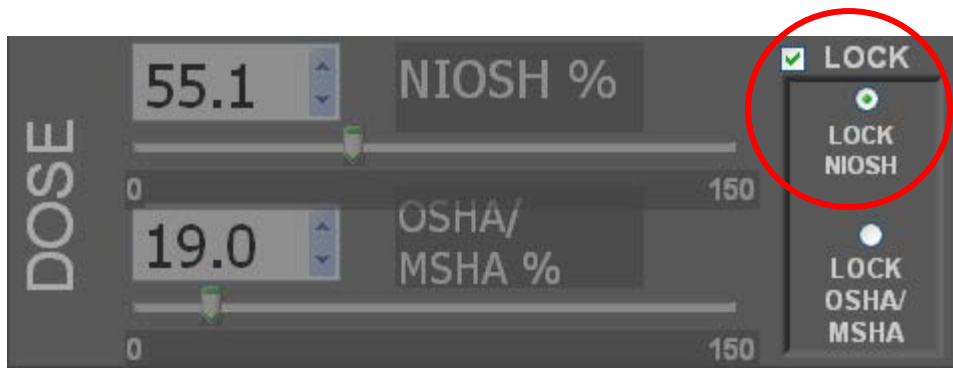 DOSE
55.1
NIOSH %
0
150
19.0
OSHA/
MSHA %
0
150
LOCK
LOCK
NIOSH
LOCK
OSHA/
MSHA